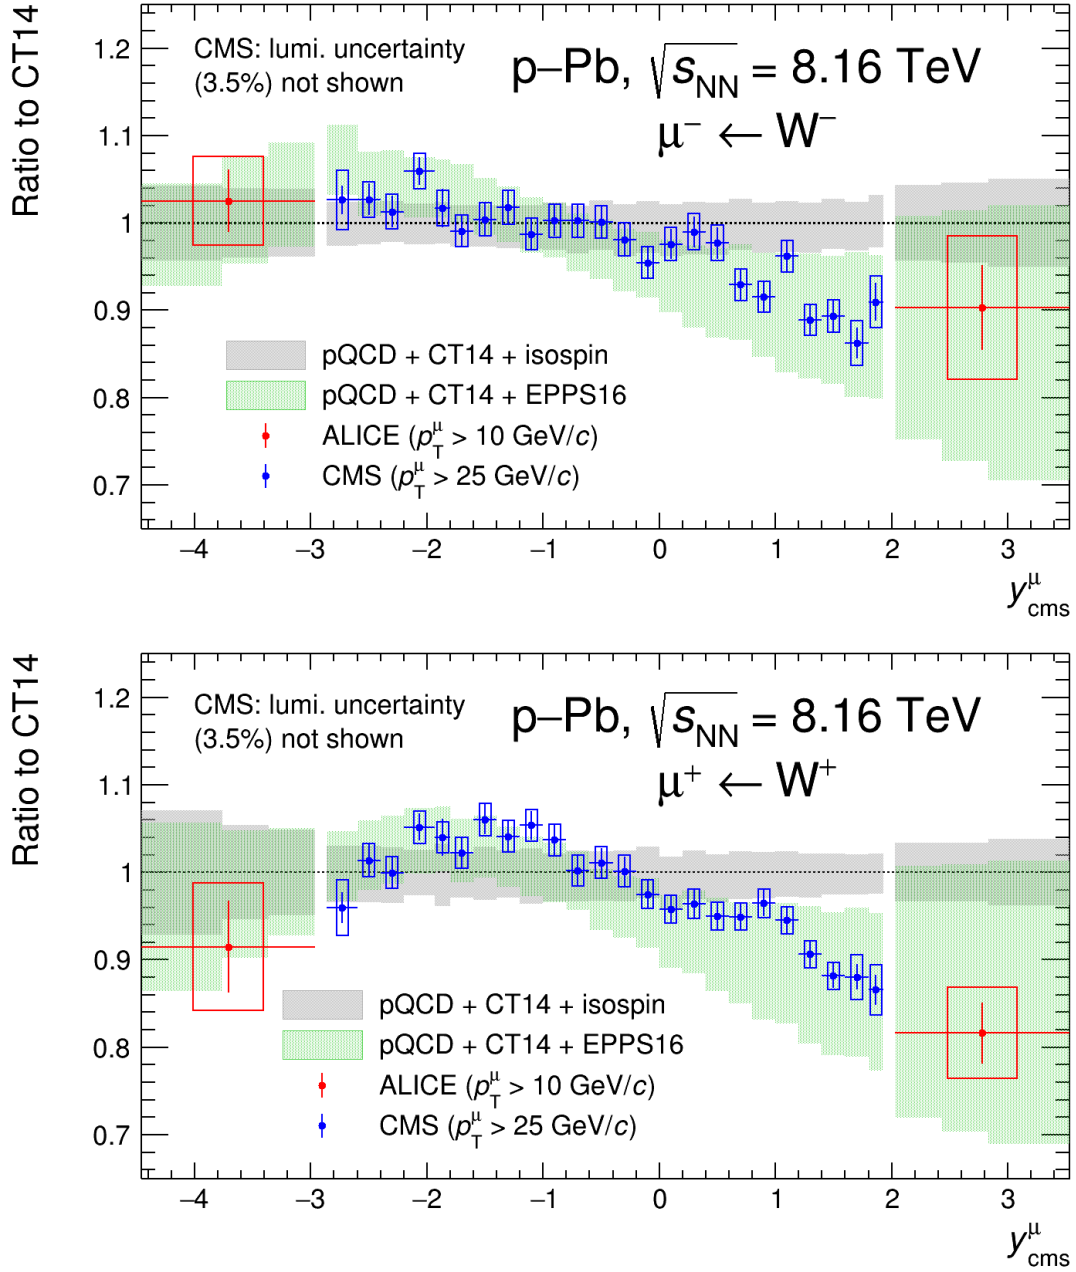 Ratio to CT14
CMS: lumi. uncertainty
(3.5%) not shown
p−Pb, √sNN = 8.16 TeV
μ− ← W−
1.2
1.1
1
0.9
0.8
0.7
pQCD + CT14 + isospin
pQCD + CT14 + EPPS16
ALICE (pTμ > 10 GeV/c)
CMS (pTμ > 25 GeV/c)
−4 −3 −2 −1 0 1 2 3
yμcms
Ratio to CT14
CMS: lumi. uncertainty
(3.5%) not shown
p−Pb, √sNN = 8.16 TeV
μ+ ← W+
1.2
1.1
1
0.9
0.8
0.7
pQCD + CT14 + isospin
pQCD + CT14 + EPPS16
ALICE (pTμ > 10 GeV/c)
CMS (pTμ > 25 GeV/c)
−4 −3 −2 −1 0 1 2 3
yμcms